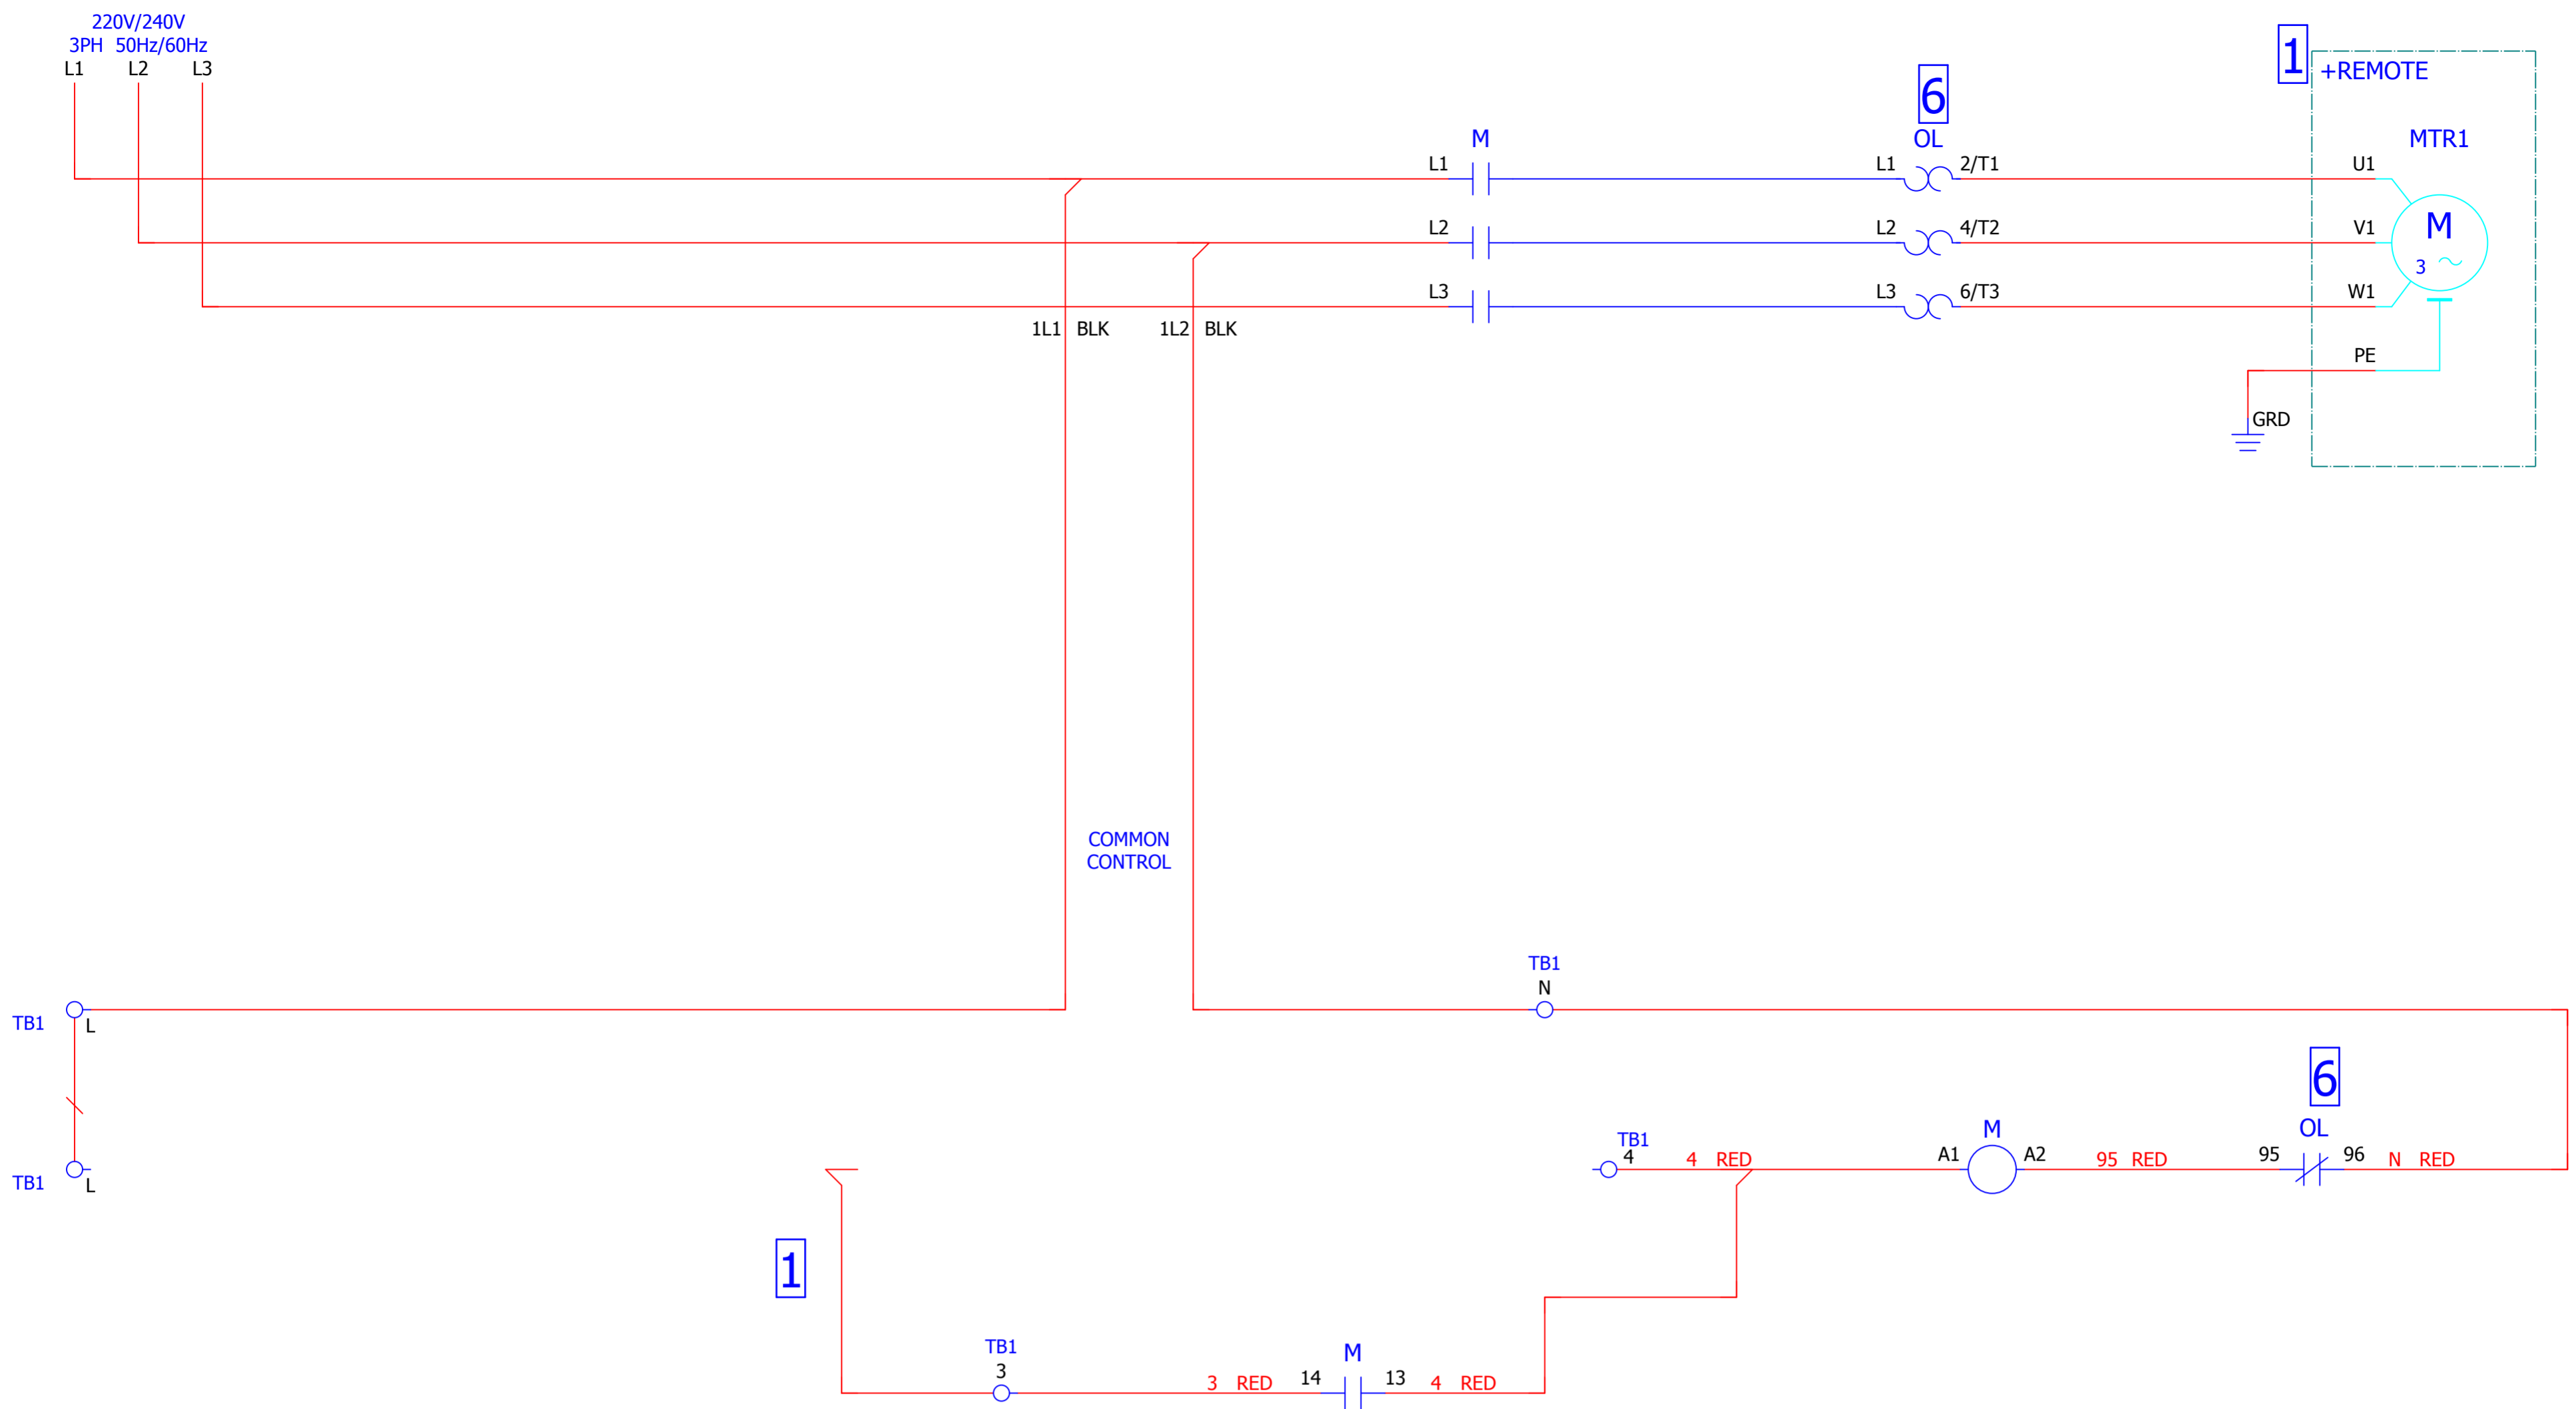 220V/240V
3PH 50Hz/60Hz
L1 L2 L3
1
+REMOTE
6
M OL MTR1
L1 L1 2/T1 U1
L2 L2 4/T2 V1
M
3
L3 L3 6/T3 W1
1L1 BLK 1L2 BLK
PE
GRD
COMMON
CONTROL
TB1
N
TB1 L
6
OL
M
TB1
4 4 RED A1 A2 95 RED 95 96 N RED
TB1 L
1
TB1 M
3 3 RED 14 13 4 RED